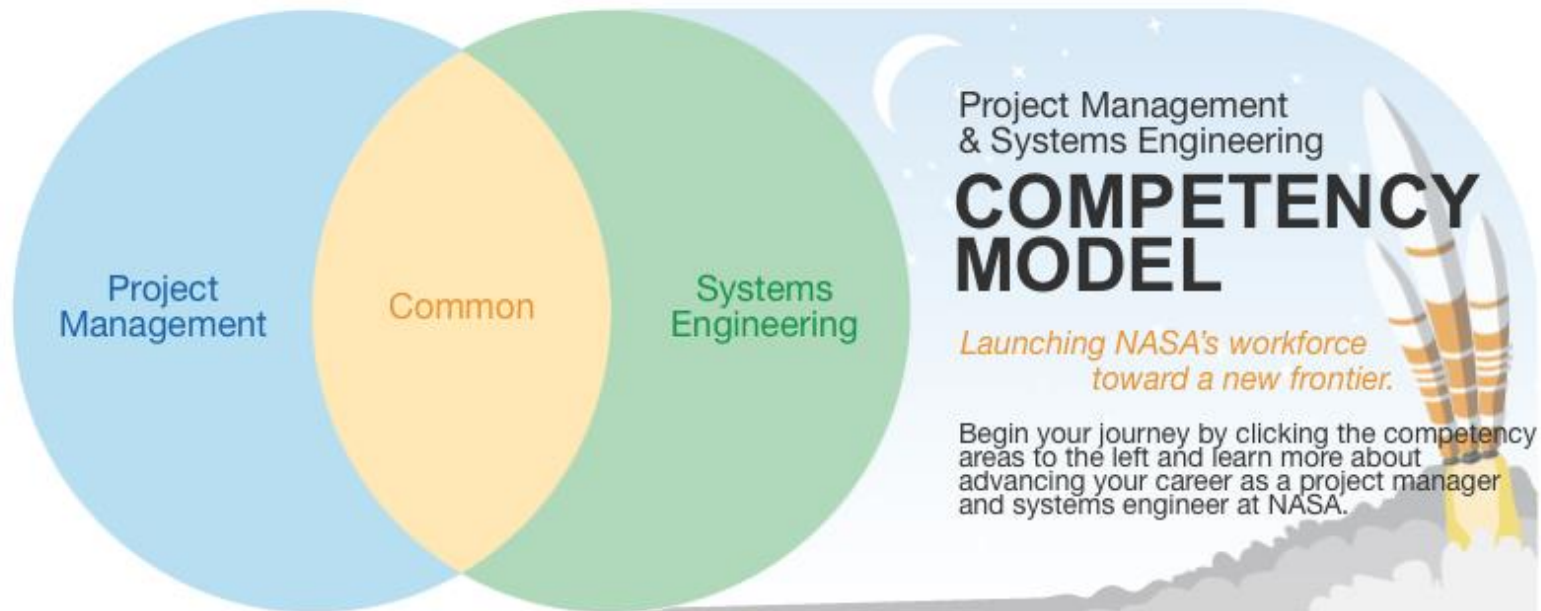 Project
Management
Common
Systems
Engineering
Project Management
& Systems Engineering
COMPETENCY
MODEL
Launching NASA's workforce
toward a new frontier.
Begin your journey by clicking the competency
areas to the left and learn more about
advancing your career as a project manager
and systems engineer at NASA.